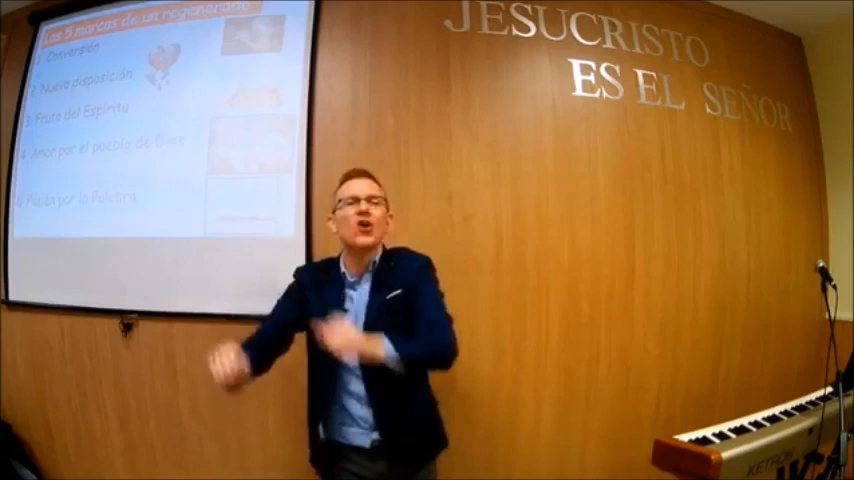 Las 5 marcas de un regenerado
1 Conversión
2 Nueva disposición
3 Fruto del Espíritu
4 Amor por el pueblo de Dios
5 Pasión por la Palabra
JESUCRISTO
ES EL SEÑOR
KETRON